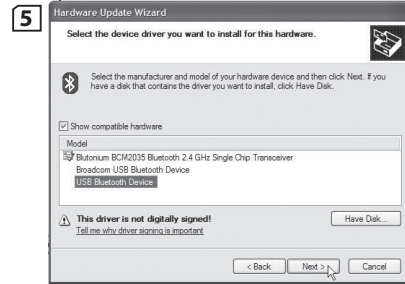 5
Hardware Update Wizard
Select the device driver you want to install for this hardware.
Select the manufacturer and model of your hardware device and then click Next. If you
have a disk that contains the driver you want to install, click Have Disk.
Show compatible hardware
Model
Blutonium BCM2035 Bluetooth 2.4 GHz Single Chip Transceiver
Broadcom USB Bluetooth Device
USB Bluetooth Device
This driver is not digitally signed!
Tell me why driver signing is important
Have Disk...
< Back
Next >
Cancel